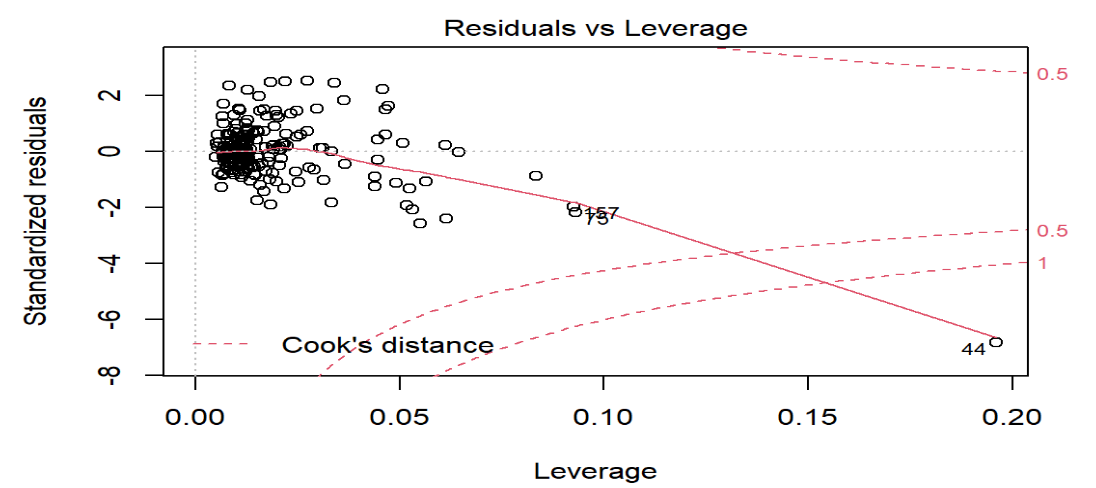 Residuals vs Leverage
Standardized residuals
2
0
-2
-4
-6
-8
0.5
0.5
1
157
75
44
Cook's distance
0.00 0.05 0.10 0.15 0.20
Leverage